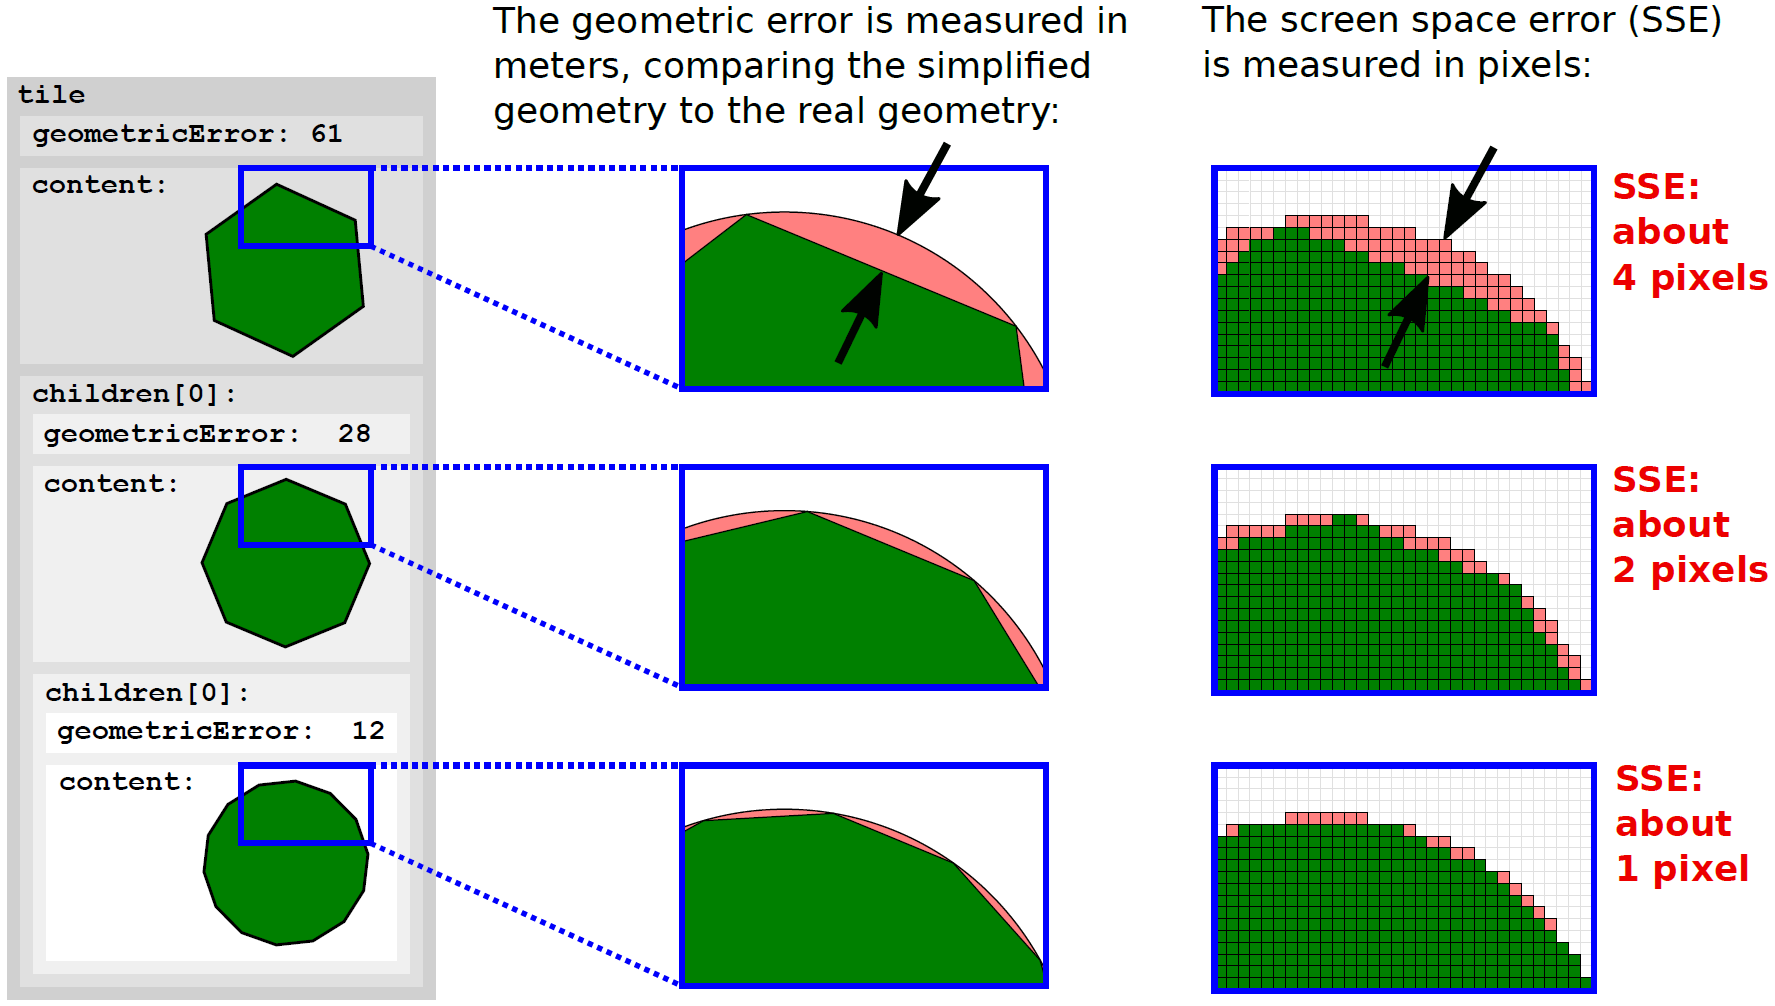 The geometric error is measured in
meters, comparing the simplified
geometry to the real geometry:
The screen space error (SSE)
is measured in pixels:
tile
geometricError: 61
content:
SSE:
about
4 pixels
children[0]:
geometricError: 28
content:
SSE:
about
2 pixels
children[0]:
geometricError: 12
content:
SSE:
about
1 pixel